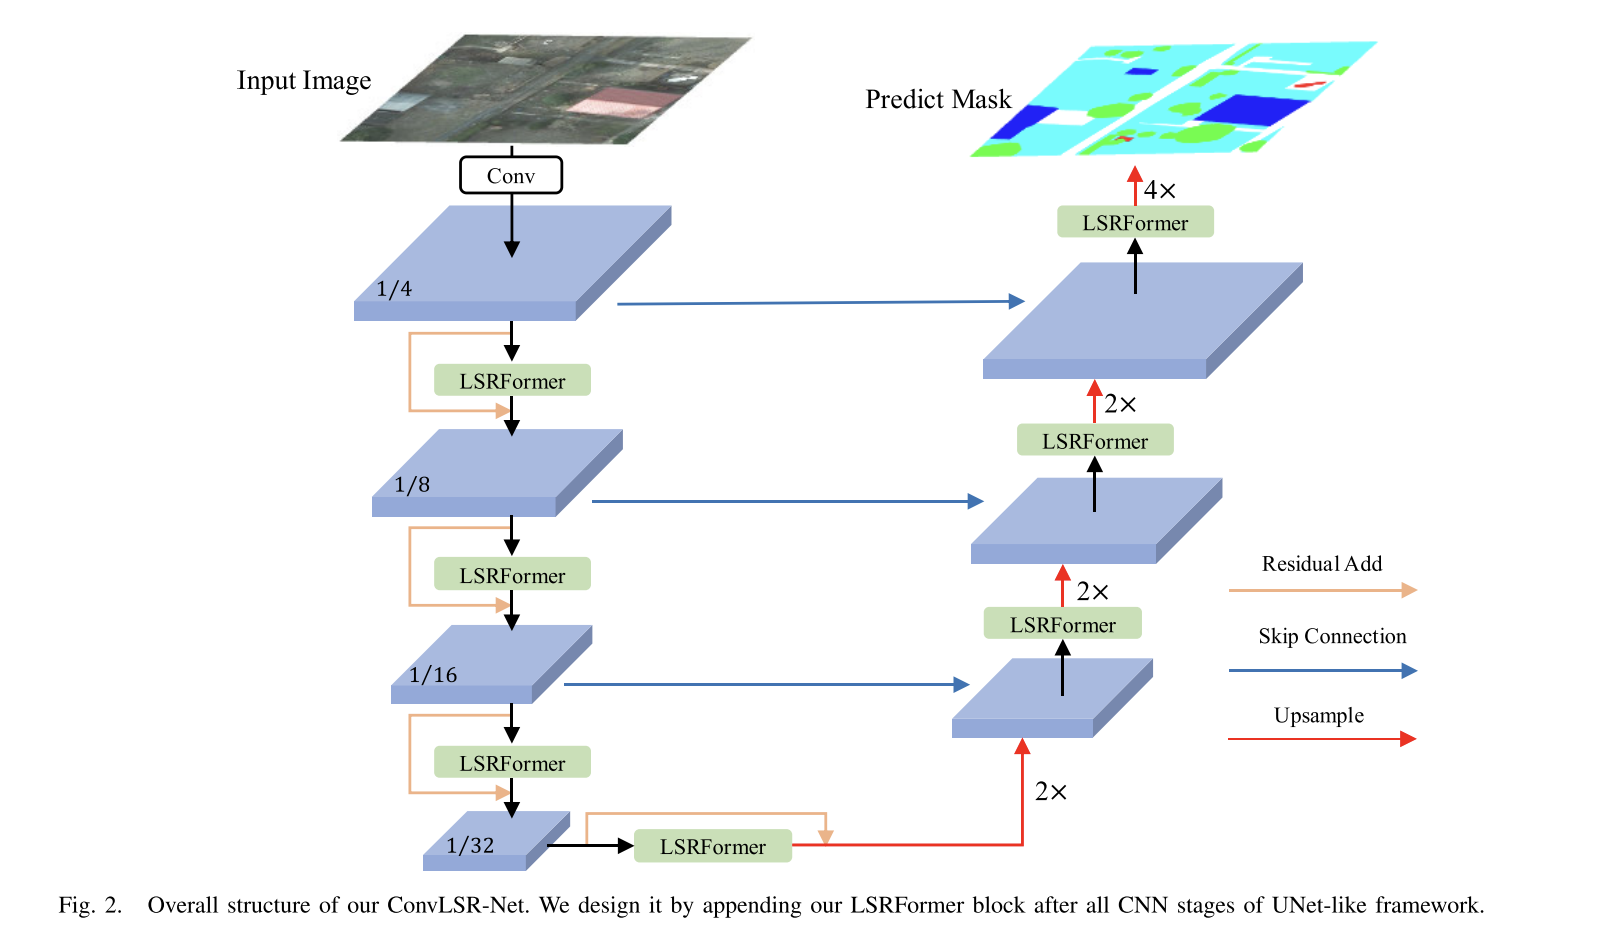 Input Image
Predict Mask
Conv
4×
LSRFormer
1/4
LSRFormer
2×
LSRFormer
1/8
LSRFormer
2×
LSRFormer
1/16
LSRFormer
2×
1/32
LSRFormer
Residual Add
Skip Connection
Upsample
Fig. 2. Overall structure of our ConvLSR-Net. We design it by appending our LSRFormer block after all CNN stages of UNet-like framework.